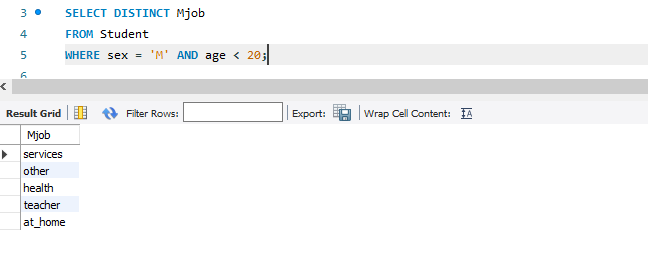 3 SELECT DISTINCT Mjob
4 FROM Student
5 WHERE sex = 'M' AND age < 20;
6
Result Grid Filter Rows: Export: Wrap Cell Content: IA
Mjob
services
other
health
teacher
at_home